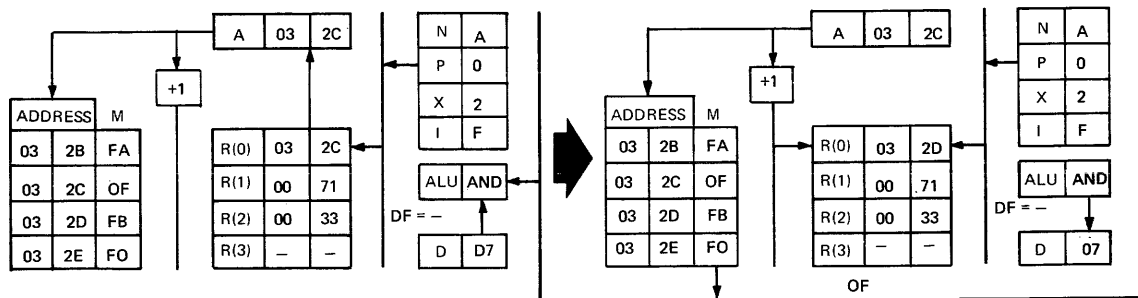 A 03 2C
+1
ADDRESS M
03 2B FA
03 2C OF
03 2D FB
03 2E FO
R(0) 03 2C
R(1) 00 71
R(2) 00 33
R(3) – –
N A
P 0
X 2
I F
ALU AND
DF = –
D D7
A 03 2C
+1
ADDRESS M
03 2B FA
03 2C OF
03 2D FB
03 2E FO
R(0) 03 2D
R(1) 00 .71
R(2) 00 33
R(3) – –
N A
P 0
X 2
I F
ALU AND
DF = –
D 07
OF